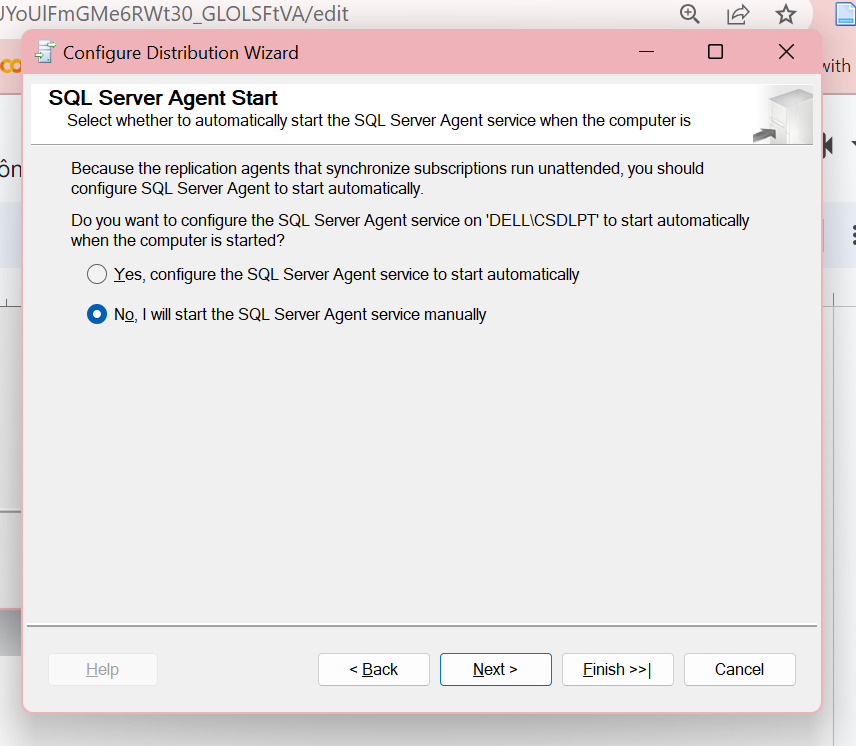 JYoUlFmGMe6RWt30_GLOLSFtVA/edit
Configure Distribution Wizard
with
SQL Server Agent Start
Select whether to automatically start the SQL Server Agent service when the computer is
ôn
Because the replication agents that synchronize subscriptions run unattended, you should
configure SQL Server Agent to start automatically.
Do you want to configure the SQL Server Agent service on 'DELL\CSDLPT' to start automatically
when the computer is started?
Yes, configure the SQL Server Agent service to start automatically
No, I will start the SQL Server Agent service manually
Help
< Back
Next >
Finish >>|
Cancel